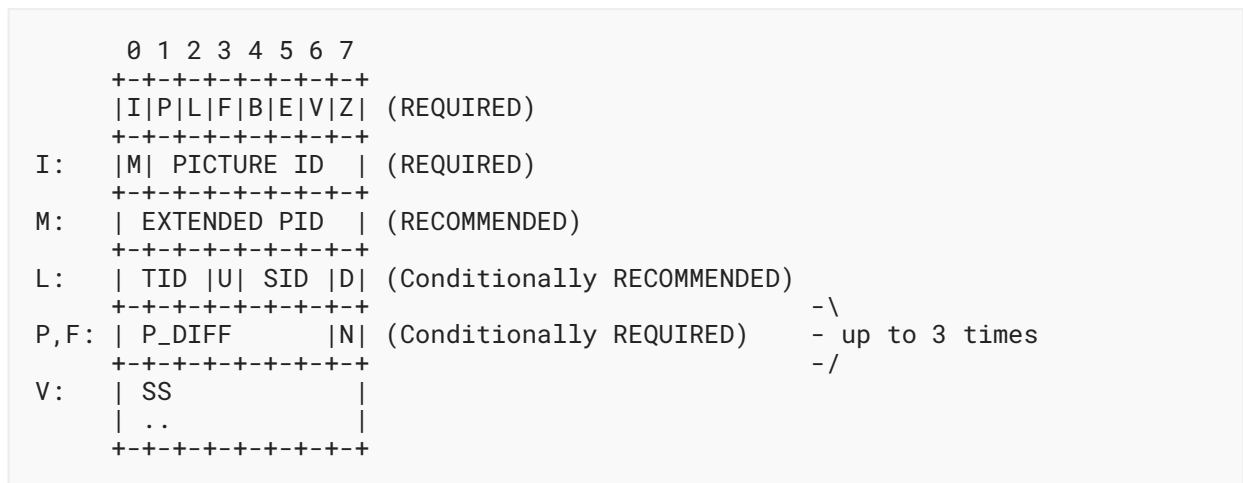 0 1 2 3 4 5 6 7
     +-+-+-+-+-+-+-+-+
     |I|P|L|F|B|E|V|Z| (REQUIRED)
     +-+-+-+-+-+-+-+-+
I:   |M| PICTURE ID  | (REQUIRED)
     +-+-+-+-+-+-+-+-+
M:   | EXTENDED PID  | (RECOMMENDED)
     +-+-+-+-+-+-+-+-+
L:   | TID |U| SID |D| (Conditionally RECOMMENDED)
     +-+-+-+-+-+-+-+-+                             -\
P,F: | P_DIFF      |N| (Conditionally REQUIRED)    - up to 3 times
     +-+-+-+-+-+-+-+-+                             -/
V:   | SS            |
     | ..            |
     +-+-+-+-+-+-+-+-+